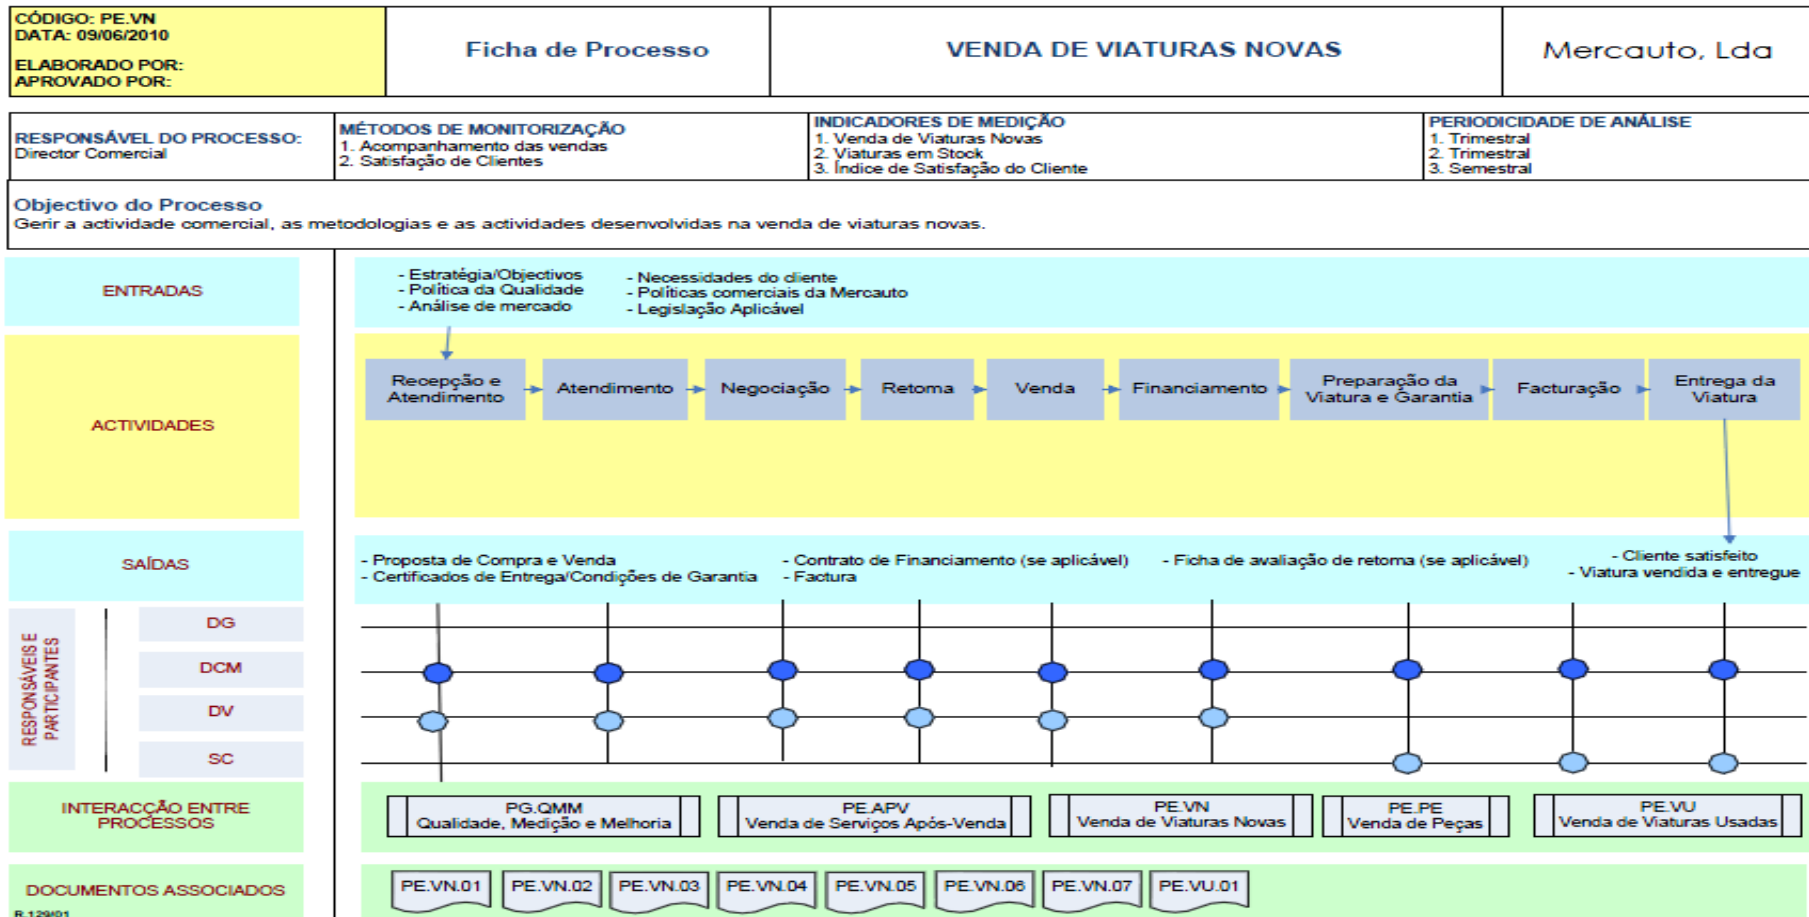 CÓDIGO: PE.VN
DATA: 09/06/2010
ELABORADO POR:
APROVADO POR:
Ficha de Processo
VENDA DE VIATURAS NOVAS
Mercauto, Lda
RESPONSÁVEL DO PROCESSO:
Director Comercial
MÉTODOS DE MONITORIZAÇÃO
1. Acompanhamento das vendas
2. Satisfação de Clientes
INDICADORES DE MEDIÇÃO
1. Venda de Viaturas Novas
2. Viaturas em Stock
3. Índice de Satisfação do Cliente
PERIODICIDADE DE ANÁLISE
1. Trimestral
2. Trimestral
3. Semestral
Objectivo do Processo
Gerir a actividade comercial, as metodologias e as actividades desenvolvidas na venda de viaturas novas.
ENTRADAS
- Estratégia/Objectivos
- Política da Qualidade
- Análise de mercado
- Necessidades do cliente
- Políticas comerciais da Mercauto
- Legislação Aplicável
ACTIVIDADES
Recepção e
Atendimento
Atendimento
Negociação
Retoma
Venda
Financiamento
Preparação da
Viatura e Garantia
Facturação
Entrega da
Viatura
SAÍDAS
- Proposta de Compra e Venda
- Certificados de Entrega/Condições de Garantia
- Contrato de Financiamento (se aplicável)
- Factura
- Ficha de avaliação de retoma (se aplicável)
- Cliente satisfeito
- Viatura vendida e entregue
RESPONSÁVEIS E
PARTICIPANTES
DG
DCM
DV
SC
INTERACÇÃO ENTRE
PROCESSOS
PG.QMM
Qualidade, Medição e Melhoria
PE.APV
Venda de Serviços Após-Venda
PE.VN
Venda de Viaturas Novas
PE.PE
Venda de Peças
PE.VU
Venda de Viaturas Usadas
DOCUMENTOS ASSOCIADOS
PE.VN.01
PE.VN.02
PE.VN.03
PE.VN.04
PE.VN.05
PE.VN.06
PE.VN.07
PE.VU.01
R.129/01